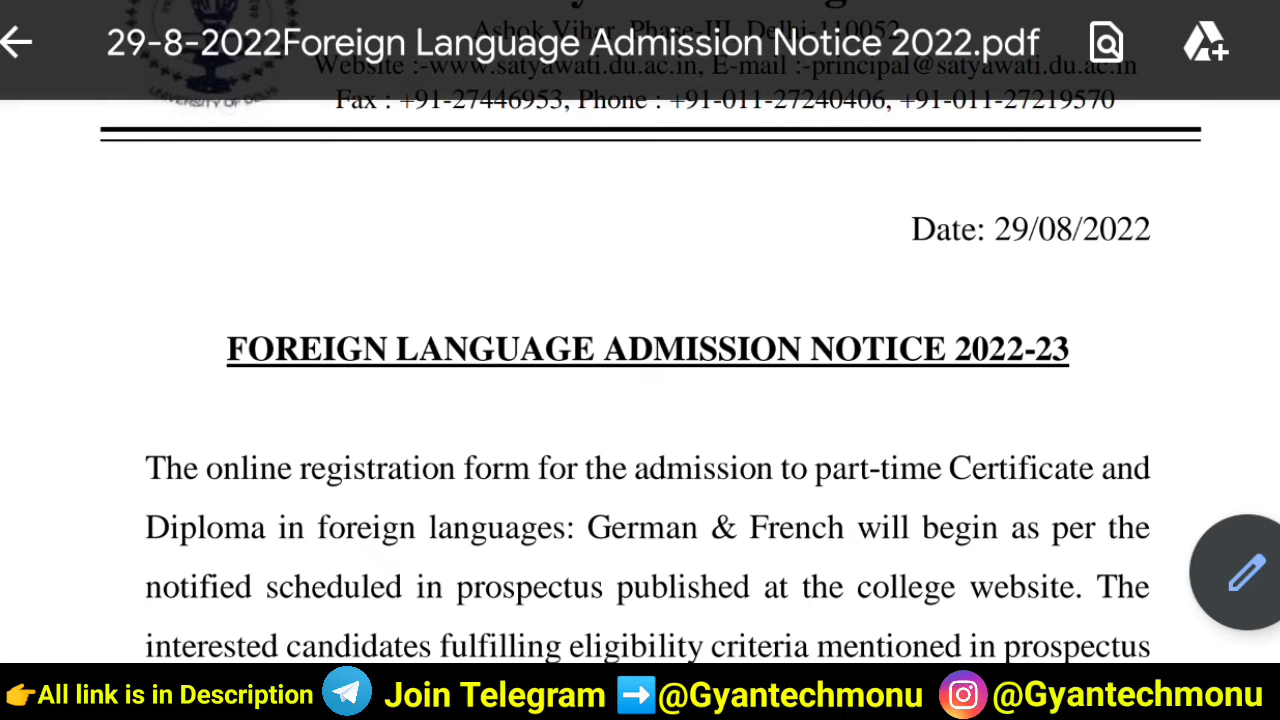 29-8-2022Foreign Language Admission Notice 2022.pdf
Ashok Vihar, Phase-III, Delhi-110052
Website :-www.satyawati.du.ac.in, E-mail :-principal@satyawati.du.ac.in
UNIVERSITY OF DELHI
Fax : +91-27446953, Phone : +91-011-27240406, +91-011-27219570
Date: 29/08/2022
FOREIGN LANGUAGE ADMISSION NOTICE 2022-23
The online registration form for the admission to part-time Certificate and
Diploma in foreign languages: German & French will begin as per the
notified scheduled in prospectus published at the college website. The
interested candidates fulfilling eligibility criteria mentioned in prospectus
👉All link is in Description Join Telegram ➡️@Gyantechmonu @Gyantechmonu